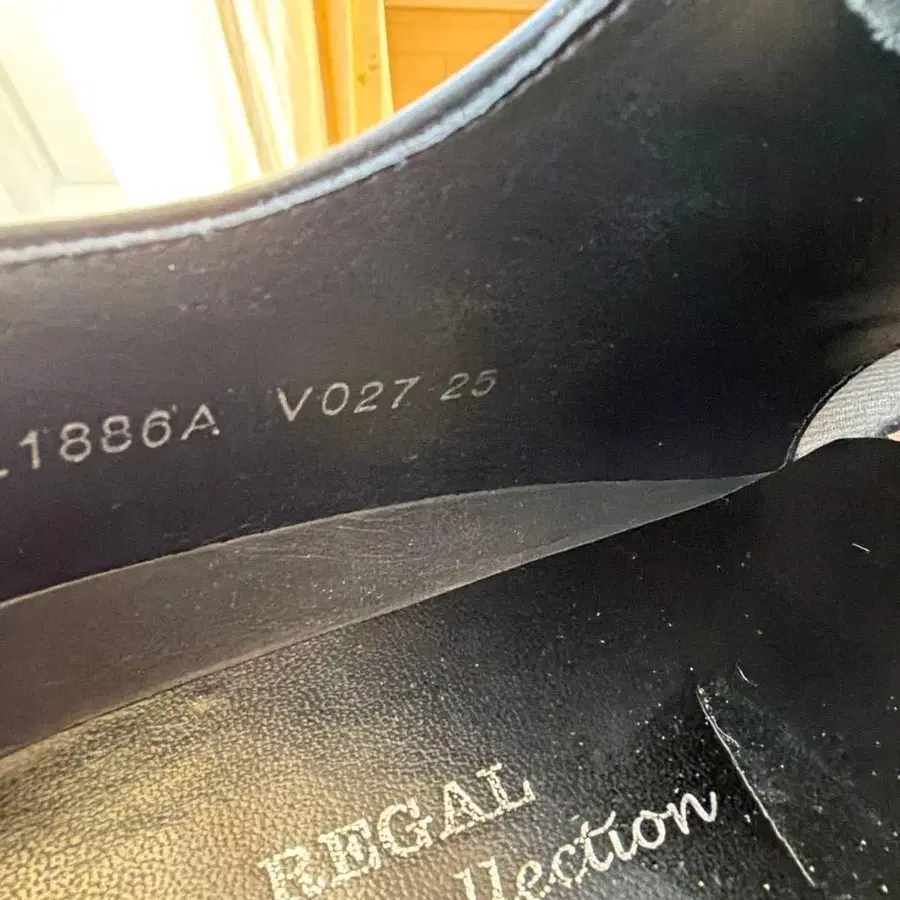 1886A V027 25
REGAL
llection